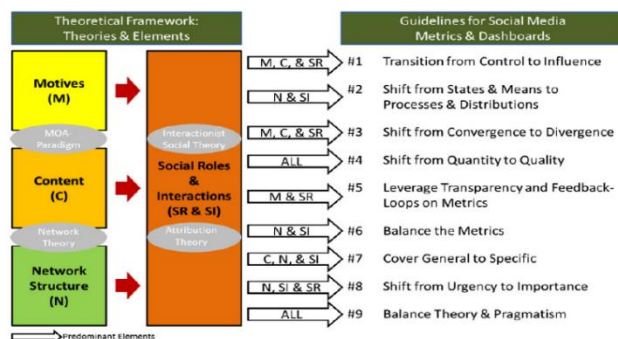 Theoretical Framework:
Theories & Elements
Guidelines for Social Media
Metrics & Dashboards
Motives
(M)
MOA-
Paradigm
Content
(C)
Network
Theory
Network
Structure
(N)
Interactionist
Social Theory
Social Roles
&
Interactions
(SR & SI)
Attribution
Theory
M, C, & SR #1 Transition from Control to Influence
N & SI #2 Shift from States & Means to
Processes & Distributions
M, C, & SR #3 Shift from Convergence to Divergence
ALL #4 Shift from Quantity to Quality
M & SR #5 Leverage Transparency and Feedback-
Loops on Metrics
N & SI #6 Balance the Metrics
C, N, & SI #7 Cover General to Specific
N, SI & SR #8 Shift from Urgency to Importance
ALL #9 Balance Theory & Pragmatism
Predominant Elements